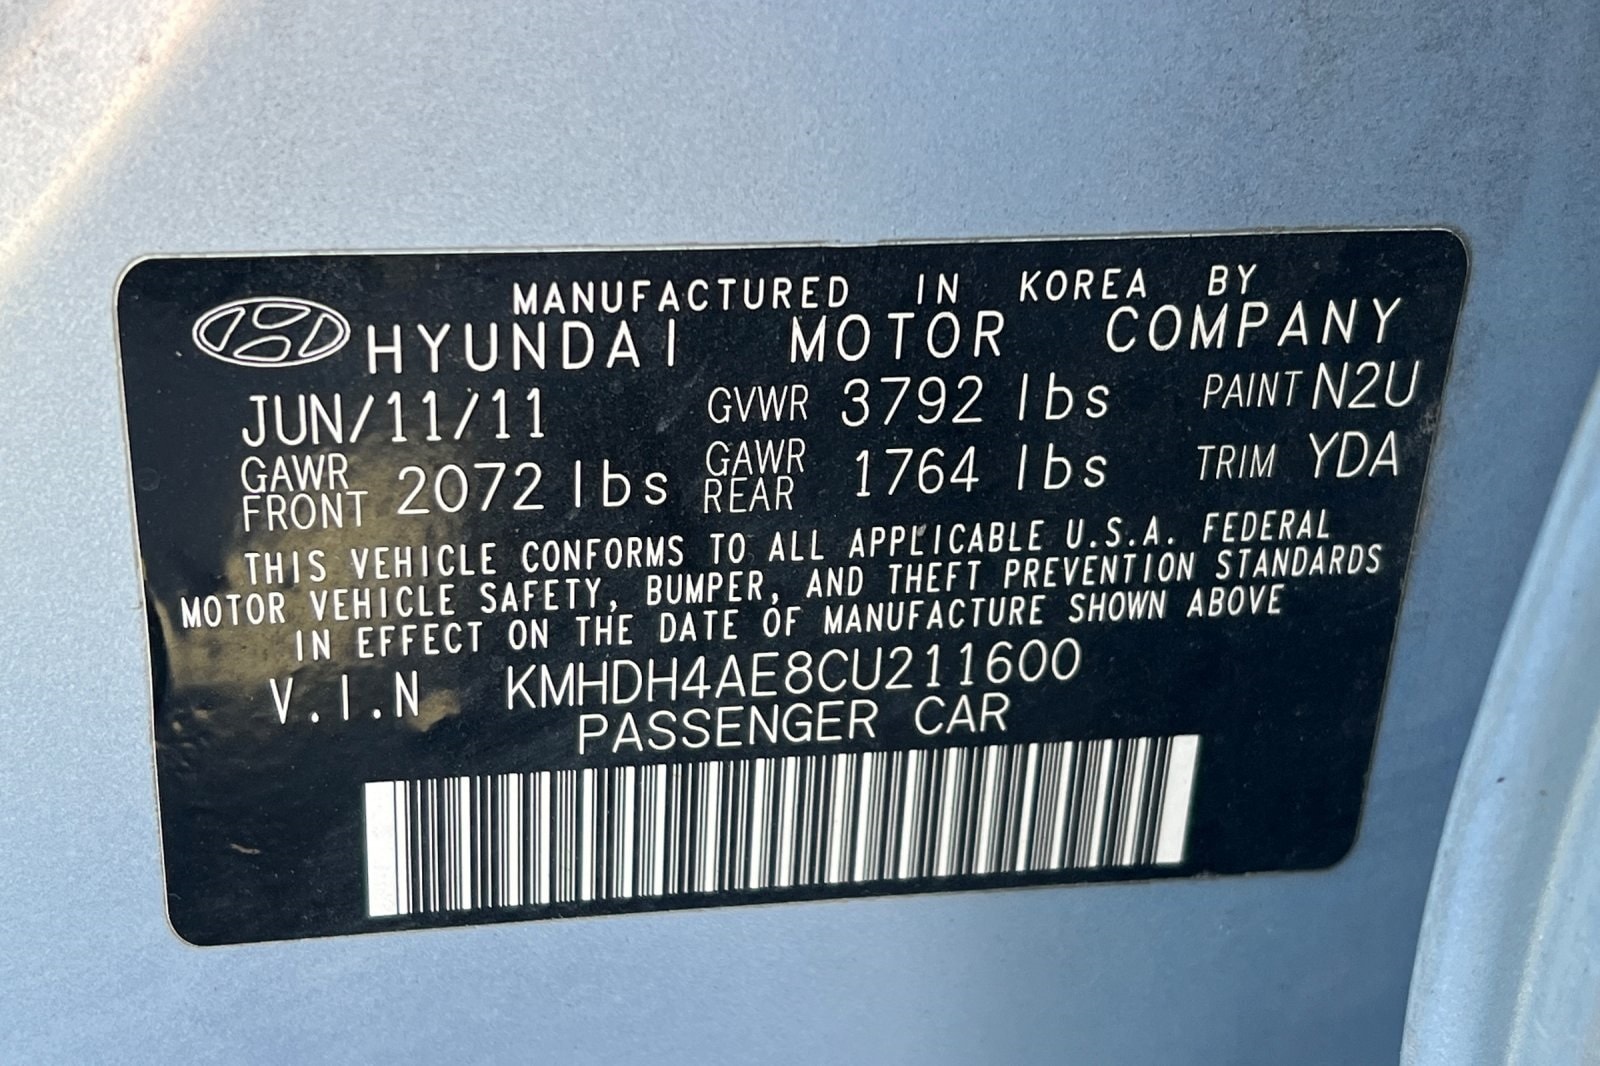 MANUFACTURED IN KOREA BY
HYUNDAI MOTOR COMPANY
JUN/11/11 GVWR 3792 lbs PAINT N2U
GAWR FRONT 2072 lbs GAWR REAR 1764 lbs TRIM YDA
THIS VEHICLE CONFORMS TO ALL APPLICABLE U.S.A. FEDERAL
MOTOR VEHICLE SAFETY, BUMPER, AND THEFT PREVENTION STANDARDS
IN EFFECT ON THE DATE OF MANUFACTURE SHOWN ABOVE
V.I.N KMHDH4AE8CU211600
PASSENGER CAR